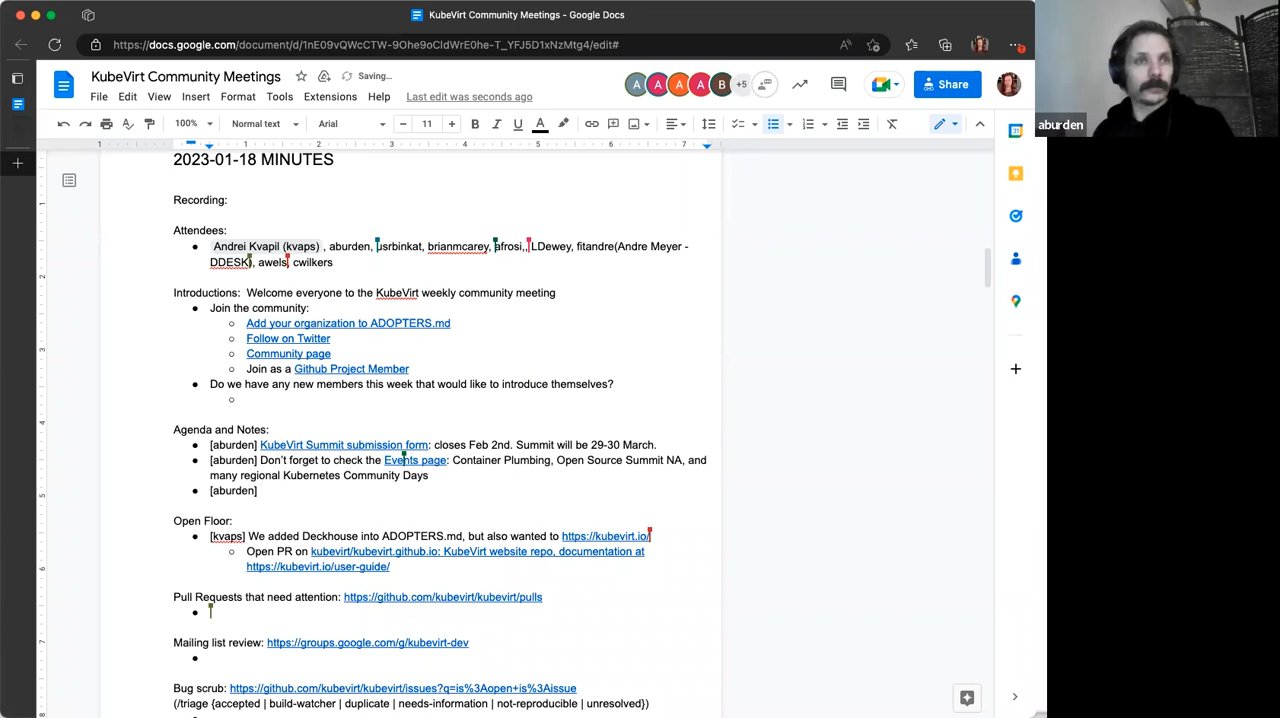 KubeVirt Community Meetings - Google Docs
https://docs.google.com/document/d/1nE09vQWcCTW-9Ohe9oCldWrE0he-T_YFJ5D1xNzMtg4/edit#
KubeVirt Community Meetings
Saving...
File Edit View Insert Format Tools Extensions Help Last edit was seconds ago
A A A A B +5
Share
100% Normal text Arial 11
aburden
2023-01-18 MINUTES
Recording:
Attendees:
● Andrei Kvapil (kvaps) , aburden, usrbinkat, brianmcarey, afrosi,, LDewey, fitandre(Andre Meyer -
DDESK), awels, cwilkers
Introductions: Welcome everyone to the KubeVirt weekly community meeting
● Join the community:
○ Add your organization to ADOPTERS.md
○ Follow on Twitter
○ Community page
○ Join as a Github Project Member
● Do we have any new members this week that would like to introduce themselves?
○
Agenda and Notes:
● [aburden] KubeVirt Summit submission form: closes Feb 2nd. Summit will be 29-30 March.
● [aburden] Don't forget to check the Events page: Container Plumbing, Open Source Summit NA, and
many regional Kubernetes Community Days
● [aburden]
Open Floor:
● [kvaps] We added Deckhouse into ADOPTERS.md, but also wanted to https://kubevirt.io/
○ Open PR on kubevirt/kubevirt.github.io: KubeVirt website repo, documentation at
https://kubevirt.io/user-guide/
Pull Requests that need attention: https://github.com/kubevirt/kubevirt/pulls
●
Mailing list review: https://groups.google.com/g/kubevirt-dev
●
Bug scrub: https://github.com/kubevirt/kubevirt/issues?q=is%3Aopen+is%3Aissue
(/triage {accepted | build-watcher | duplicate | needs-information | not-reproducible | unresolved})